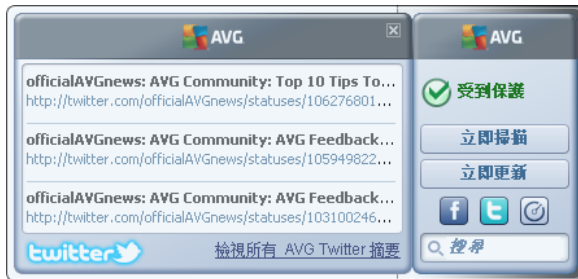 AVG
officialAVGnews: AVG Community: Top 10 Tips To...
http://twitter.com/officialAVGnews/statuses/106276801...
officialAVGnews: AVG Community: AVG Feedback...
http://twitter.com/officialAVGnews/statuses/105949822...
officialAVGnews: AVG Community: AVG Feedback...
http://twitter.com/officialAVGnews/statuses/103100246...
twitter
檢視所有 AVG Twitter 摘要
AVG
受到保護
立即掃描
立即更新
搜尋